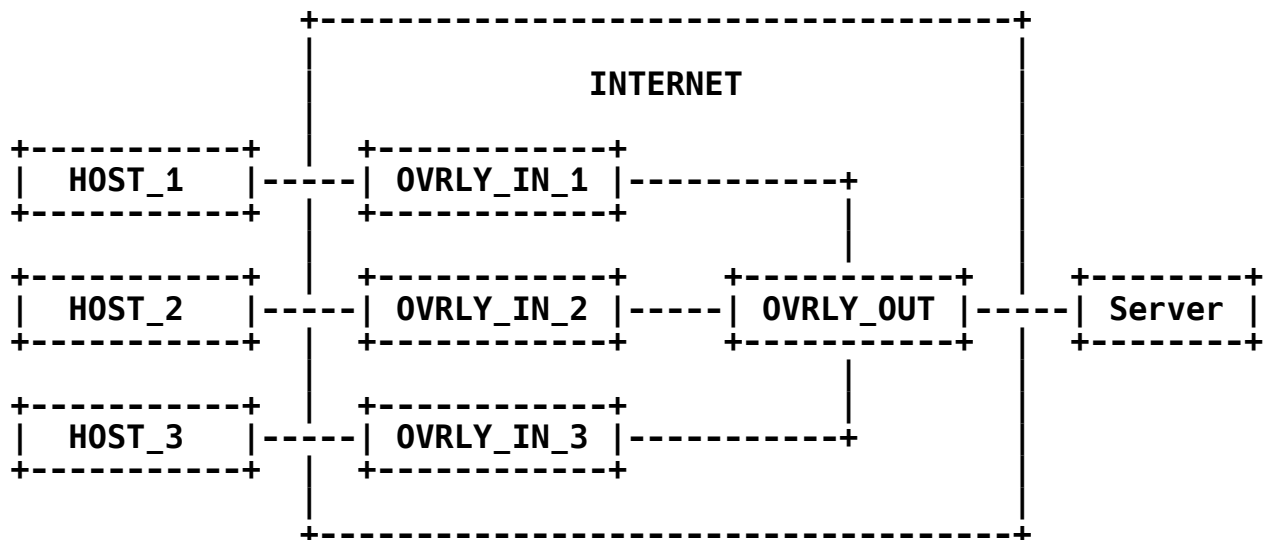 INTERNET
HOST_1 OVRLY_IN_1
HOST_2 OVRLY_IN_2 OVRLY_OUT Server
HOST_3 OVRLY_IN_3